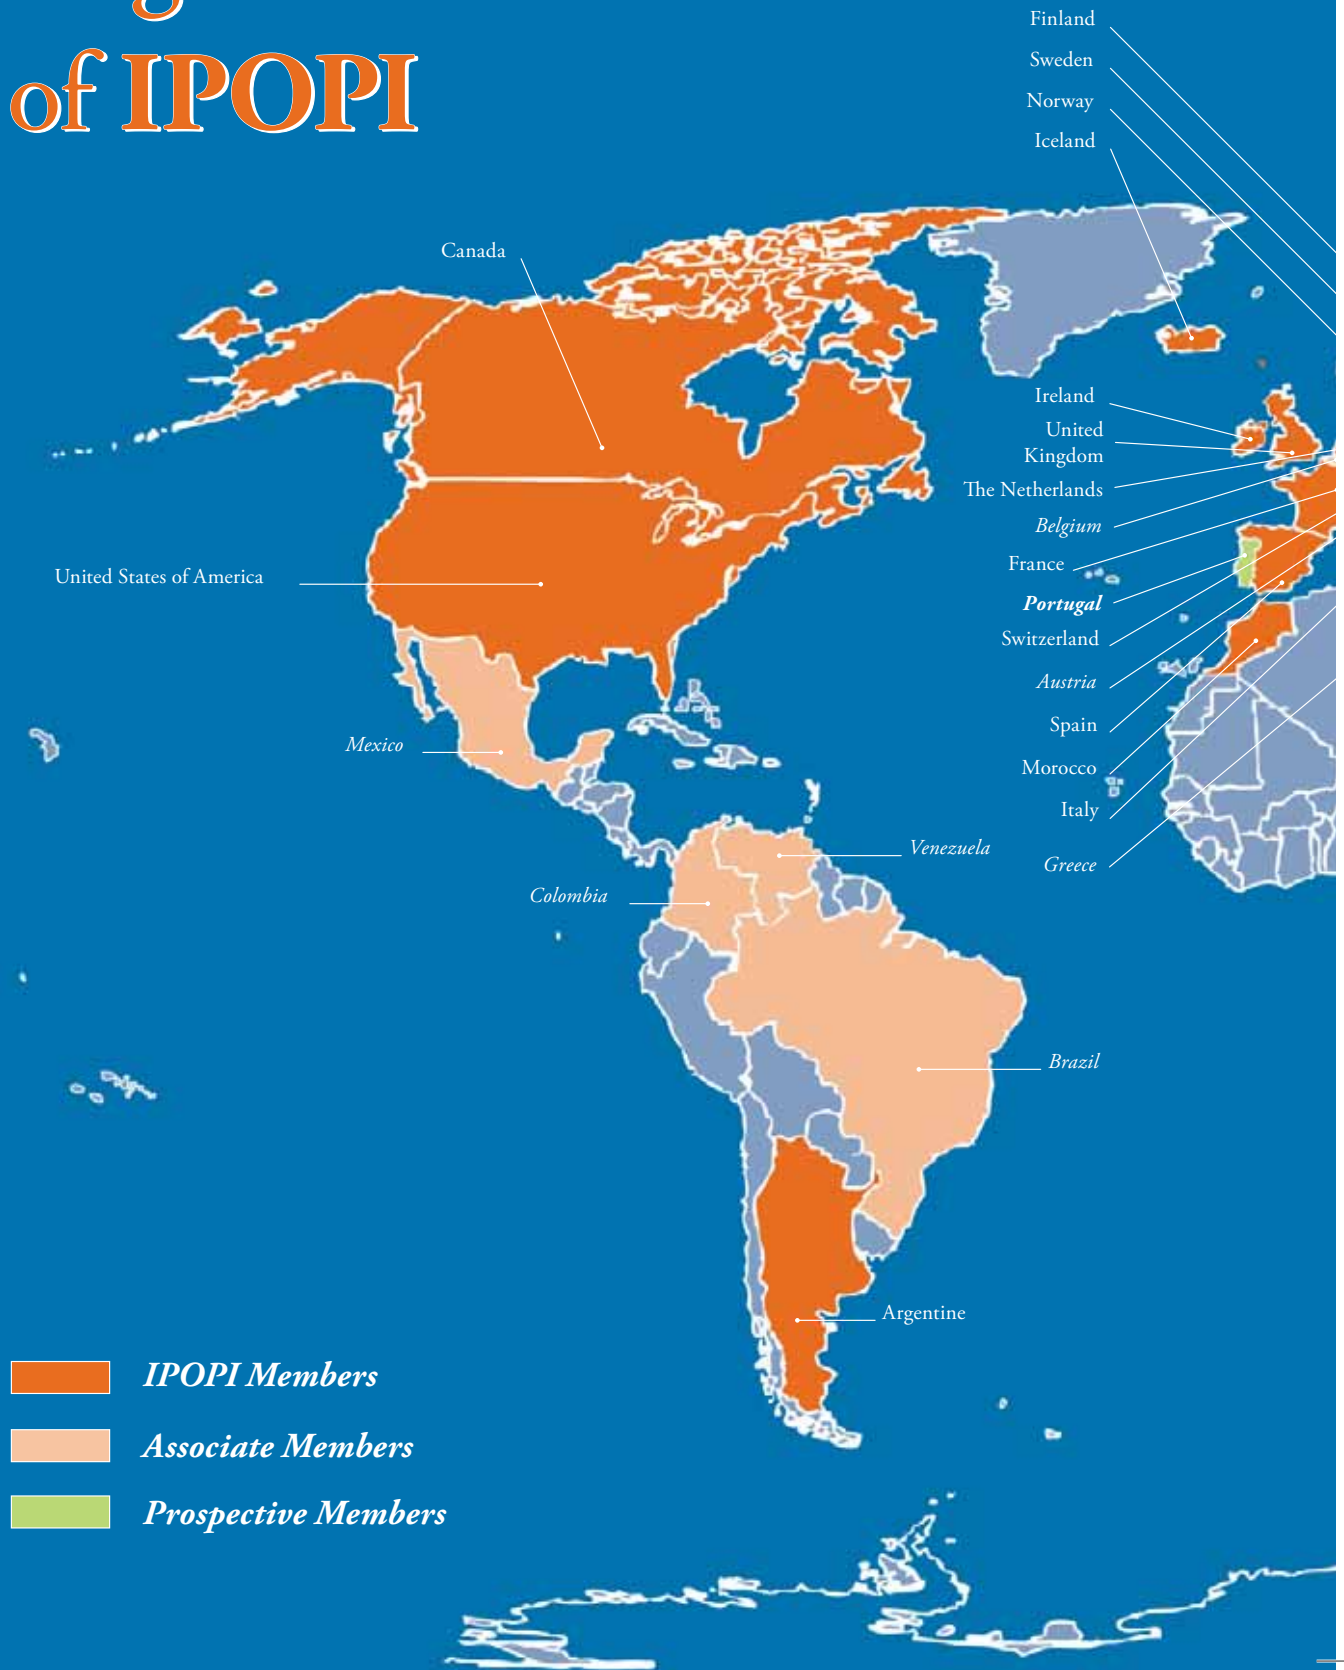 of IPOPI
Finland
Sweden
Norway
Iceland
Canada
Ireland
United
Kingdom
The Netherlands
Belgium
France
Portugal
Switzerland
Austria
Spain
Morocco
Italy
Greece
United States of America
Mexico
Venezuela
Colombia
Brazil
Argentine
IPOPI Members
Associate Members
Prospective Members